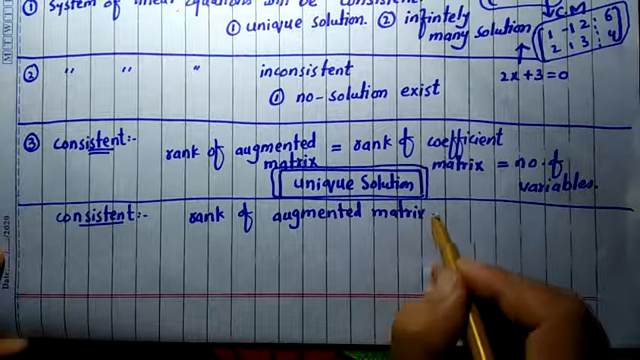 ① System of linear Equations will be consistent
① unique solution. ② infinitely many solution
1 -1 2 : 6
2 1 3 : 4
2x+3=0
② " " " inconsistent
① no-solution exist
③ consistent:- rank of augmented matrix = rank of coefficient matrix = no. of variables.
unique Solution
consistent:- rank of augmented matrix